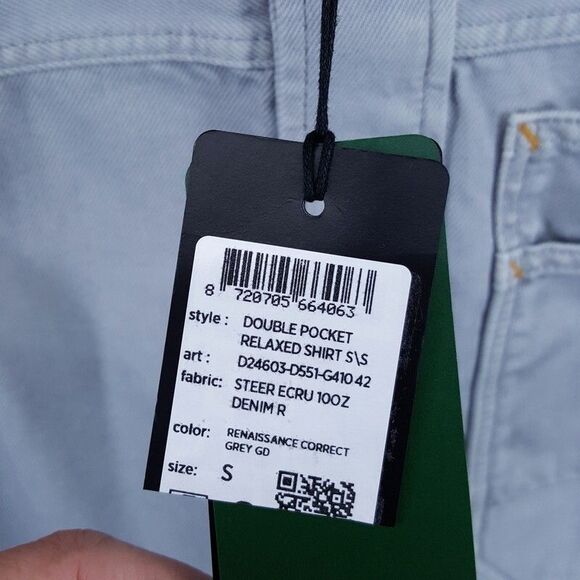 8 720705 664063
style: DOUBLE POCKET
RELAXED SHIRT S\S
art: D24603-D551-G410 42
fabric: STEER ECRU 10OZ
DENIM R
color: RENAISSANCE CORRECT
GREY GD
size: S